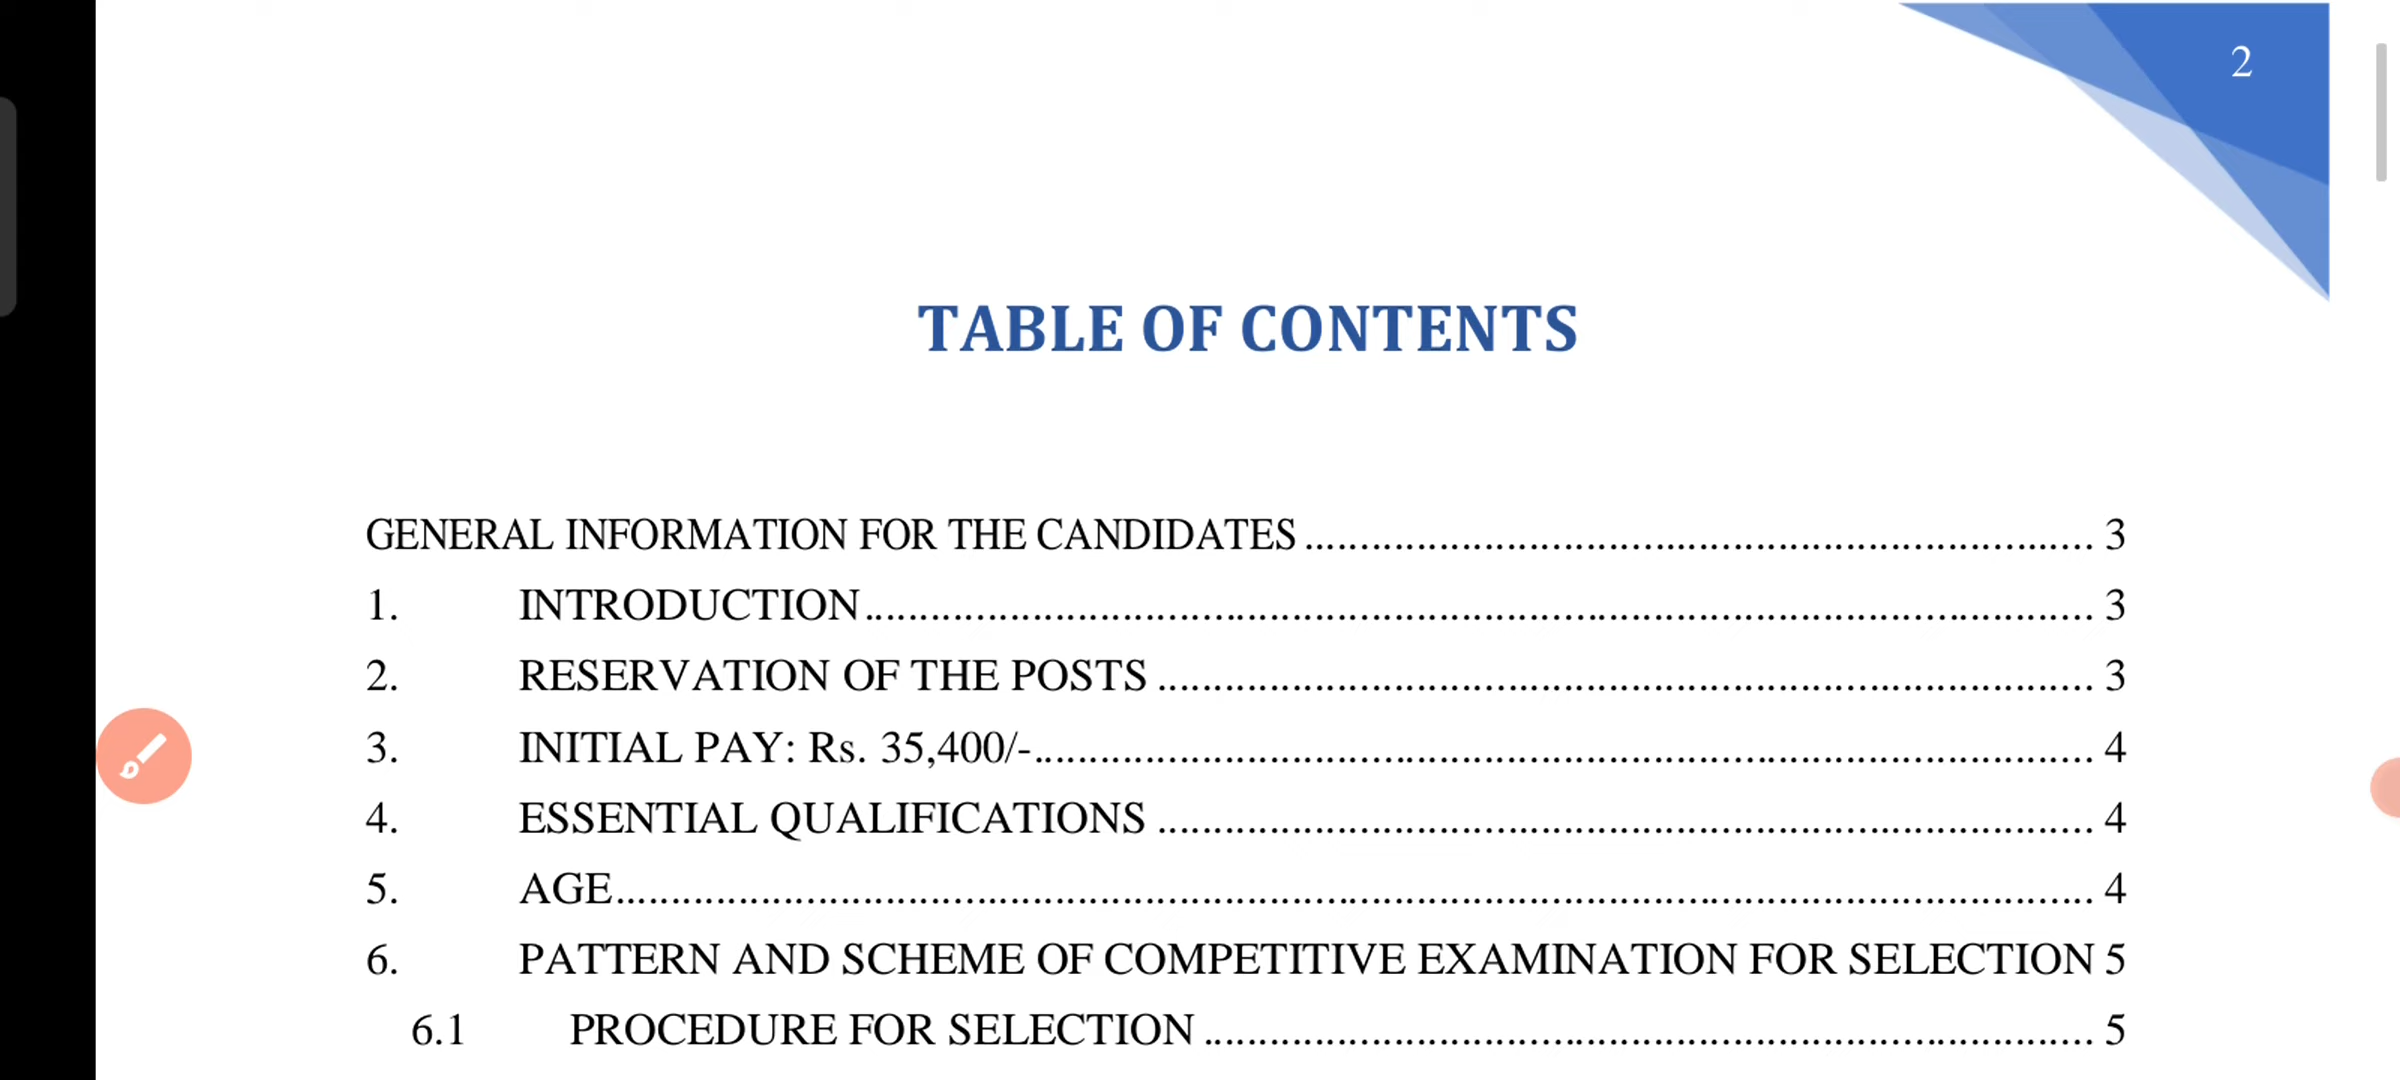 2
TABLE OF CONTENTS
GENERAL INFORMATION FOR THE CANDIDATES ........................................................................ 3
1. INTRODUCTION................................................................................................................ 3
2. RESERVATION OF THE POSTS ..................................................................................... 3
3. INITIAL PAY: Rs. 35,400/-................................................................................................ 4
4. ESSENTIAL QUALIFICATIONS ..................................................................................... 4
5. AGE....................................................................................................................................... 4
6. PATTERN AND SCHEME OF COMPETITIVE EXAMINATION FOR SELECTION 5
6.1 PROCEDURE FOR SELECTION ................................................................................. 5